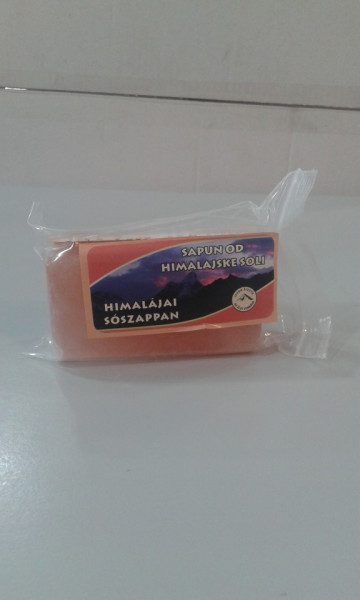 SAPUN OD
HIMALAJSKE SOLI
HIMALÁJAI
SÓSZAPPAN